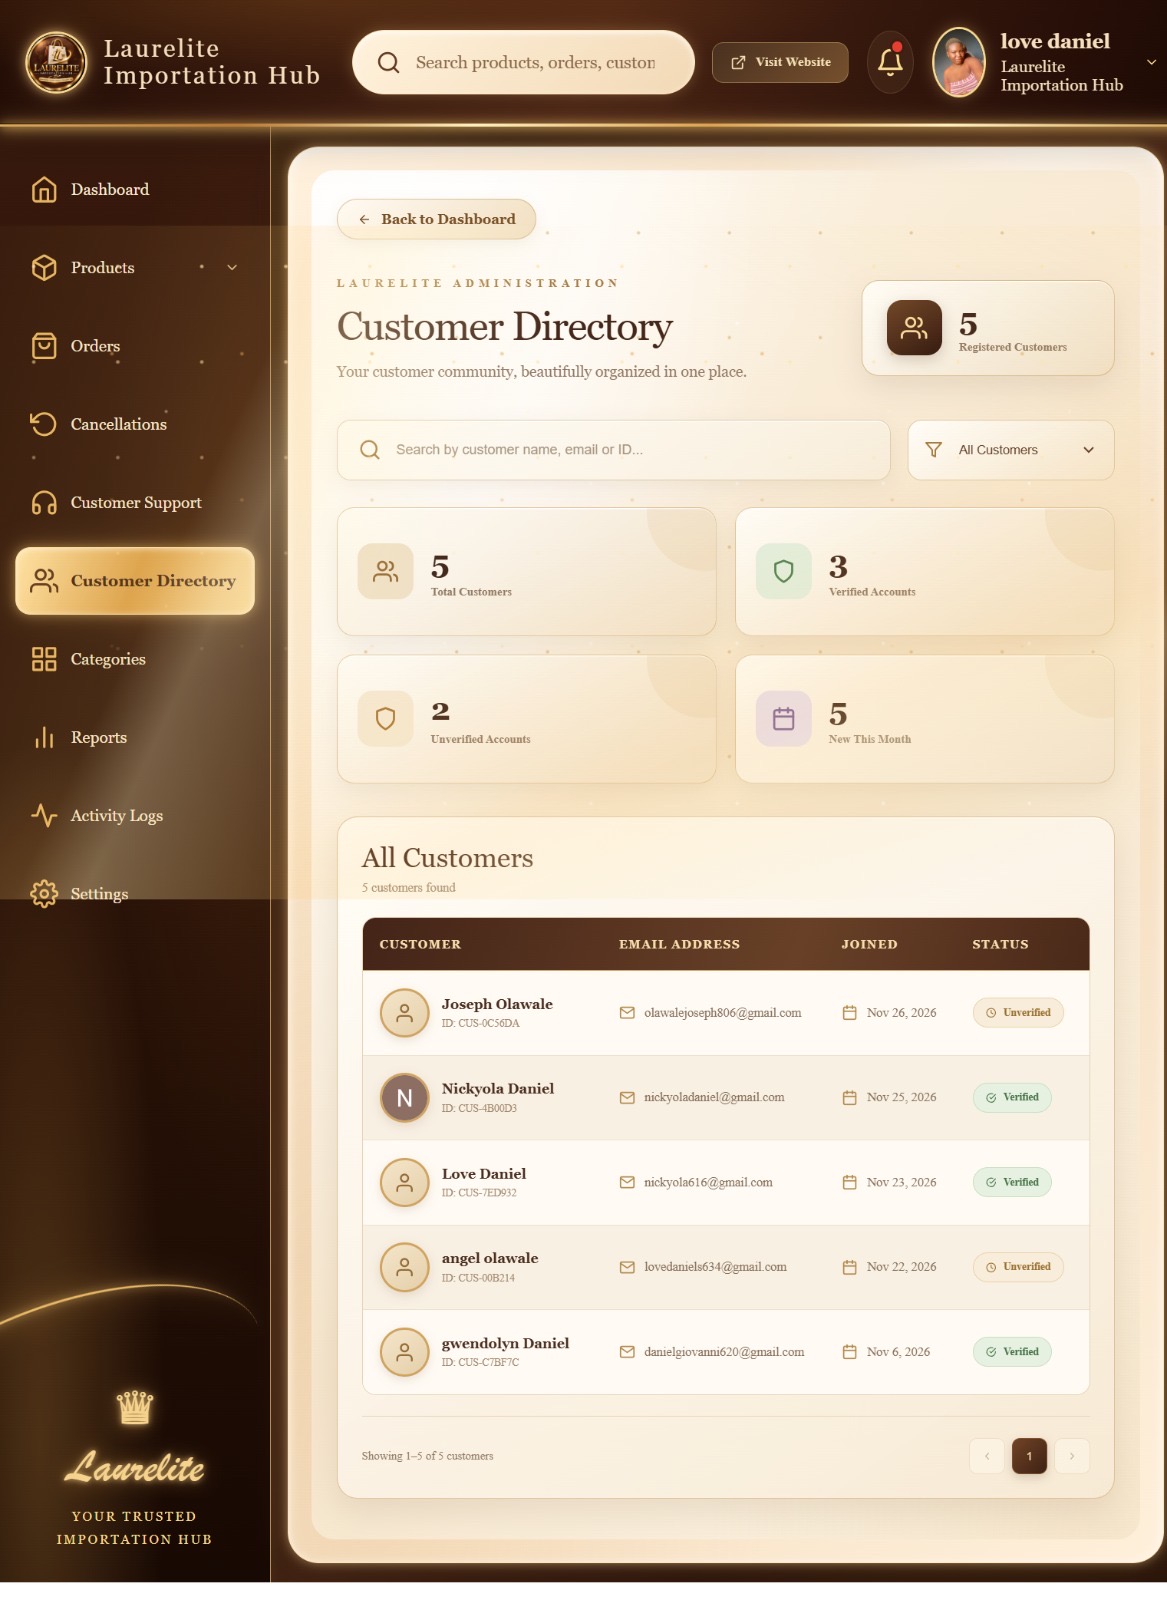 Laurelite
Importation Hub
Search products, orders, custon
Visit Website
love daniel
Laurelite
Importation Hub
LAURELITE
Dashboard
Products
Orders
Cancellations
Customer Support
Customer Directory
Categories
Reports
Activity Logs
Settings
Laurelite
YOUR TRUSTED
IMPORTATION HUB
Back to Dashboard
LAURELITE ADMINISTRATION
Customer Directory
Your customer community, beautifully organized in one place.
5
Registered Customers
Search by customer name, email or ID...
All Customers
5
Total Customers
3
Verified Accounts
2
Unverified Accounts
5
New This Month
All Customers
5 customers found
CUSTOMER EMAIL ADDRESS JOINED STATUS
Joseph Olawale
ID: CUS-0C56DA
olawalejoseph806@gmail.com
Nov 26, 2026
Unverified
N
Nickyola Daniel
ID: CUS-4B00D3
nickyoladaniel@gmail.com
Nov 25, 2026
Verified
Love Daniel
ID: CUS-7ED932
nickyola616@gmail.com
Nov 23, 2026
Verified
angel olawale
ID: CUS-00B214
lovedaniels634@gmail.com
Nov 22, 2026
Unverified
gwendolyn Daniel
ID: CUS-C7BF7C
danielgiovanni620@gmail.com
Nov 6, 2026
Verified
Showing 1–5 of 5 customers
1